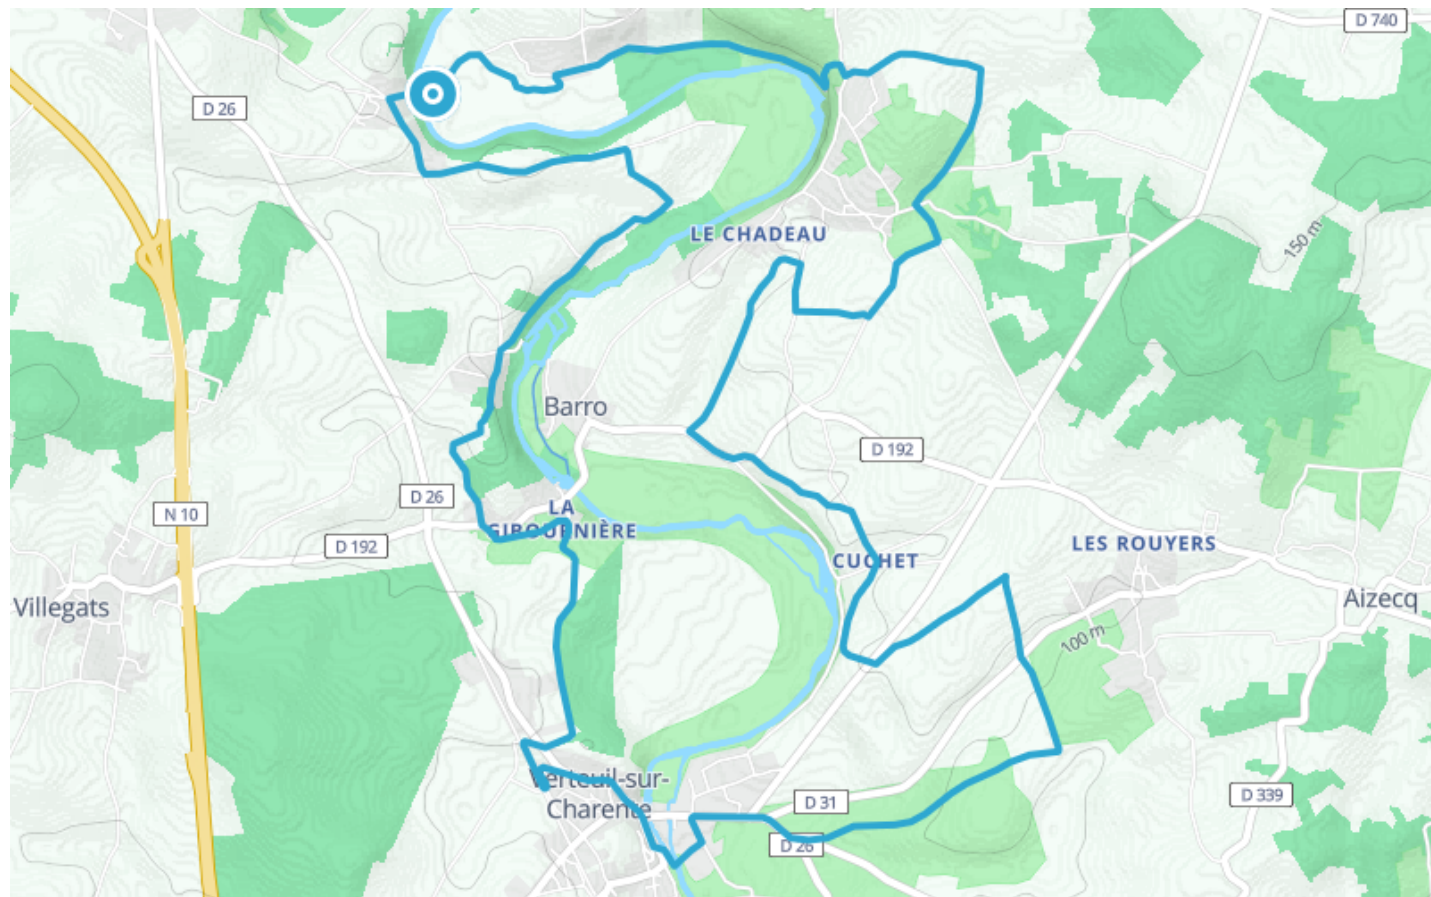 D 740
D 26
150 m
LE CHADEAU
Barro
D 192
D 26
LA
GIBOURNIÈRE
N 10
D 192
CUCHET
LES ROUYERS
Villegats
Aizecq
100 m
Verteuil-sur-
Charente
D 31
D 339
D 26